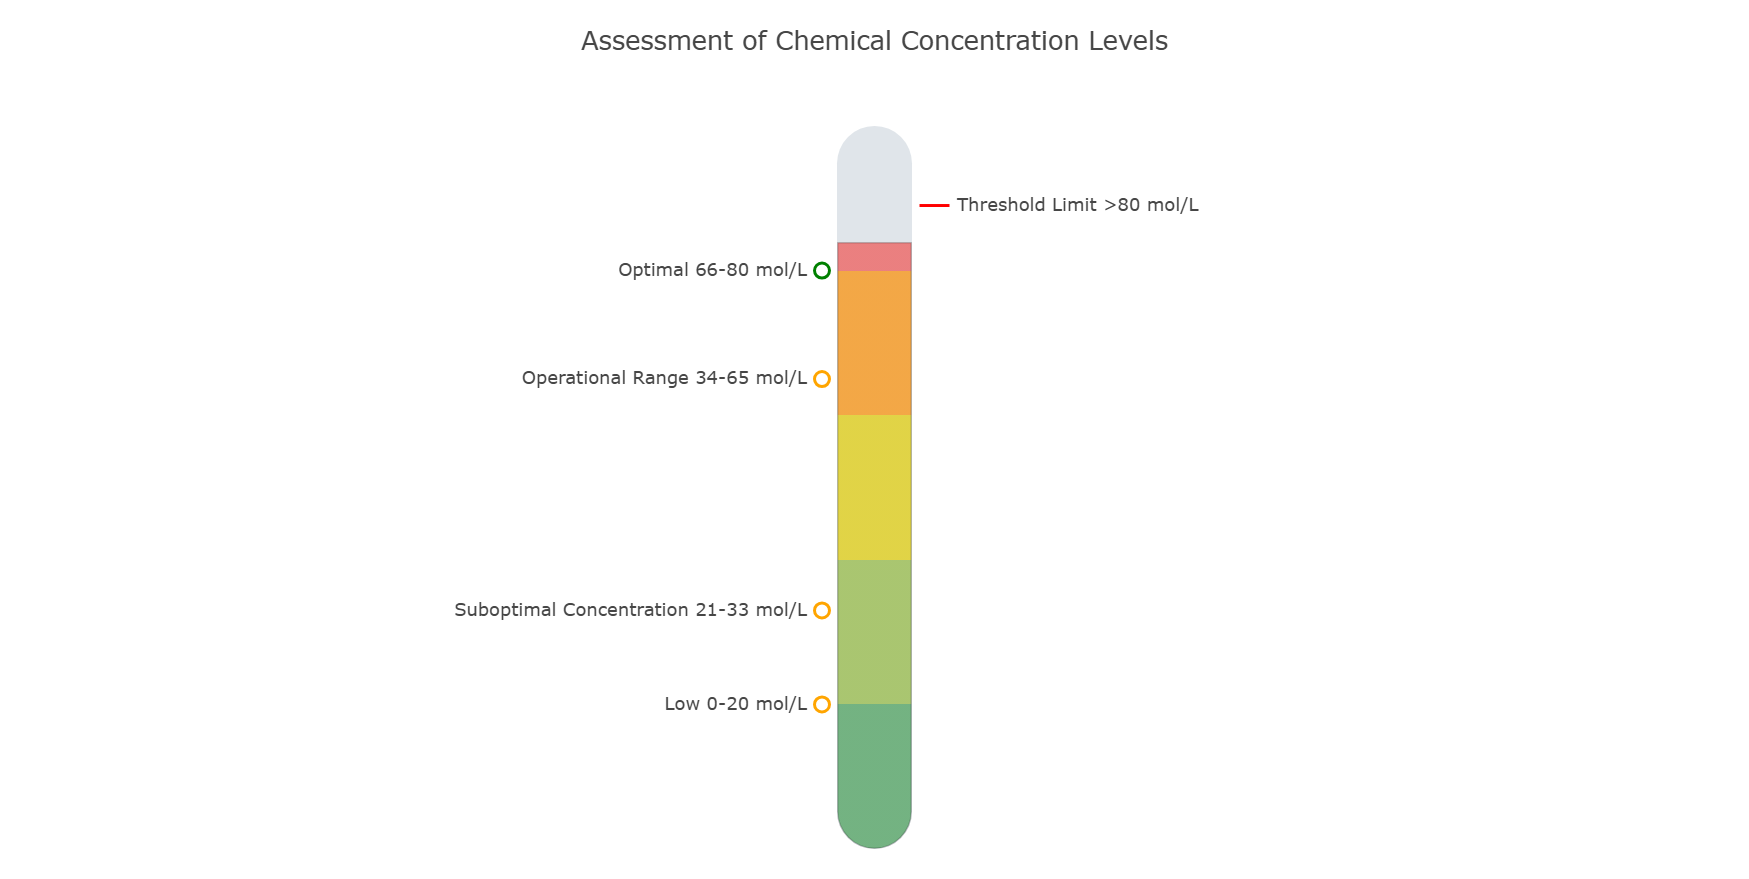 Assessment of Chemical Concentration Levels
Threshold Limit >80 mol/L
Optimal 66-80 mol/L
Operational Range 34-65 mol/L
Suboptimal Concentration 21-33 mol/L
Low 0-20 mol/L